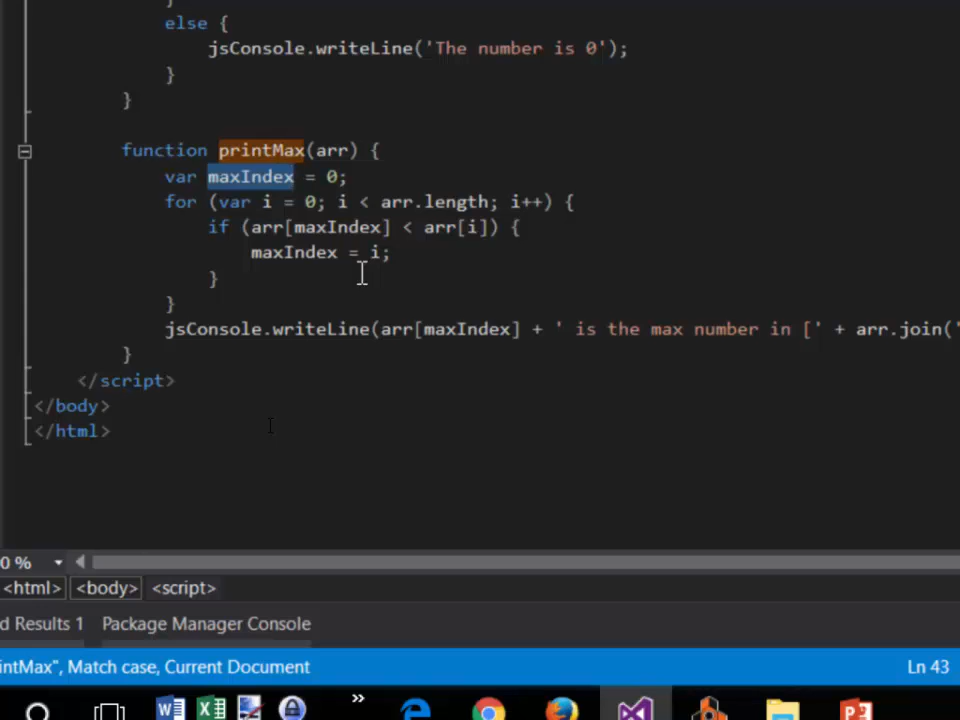 }
else {
jsConsole.writeLine('The number is 0');
}
}
function printMax(arr) {
var maxIndex = 0;
for (var i = 0; i < arr.length; i++) {
if (arr[maxIndex] < arr[i]) {
maxIndex = i;
}
}
jsConsole.writeLine(arr[maxIndex] + ' is the max number in [' + arr.join('
}
</script>
</body>
</html>
0 %
<html> <body> <script>
d Results 1 Package Manager Console
intMax", Match case, Current Document Ln 43